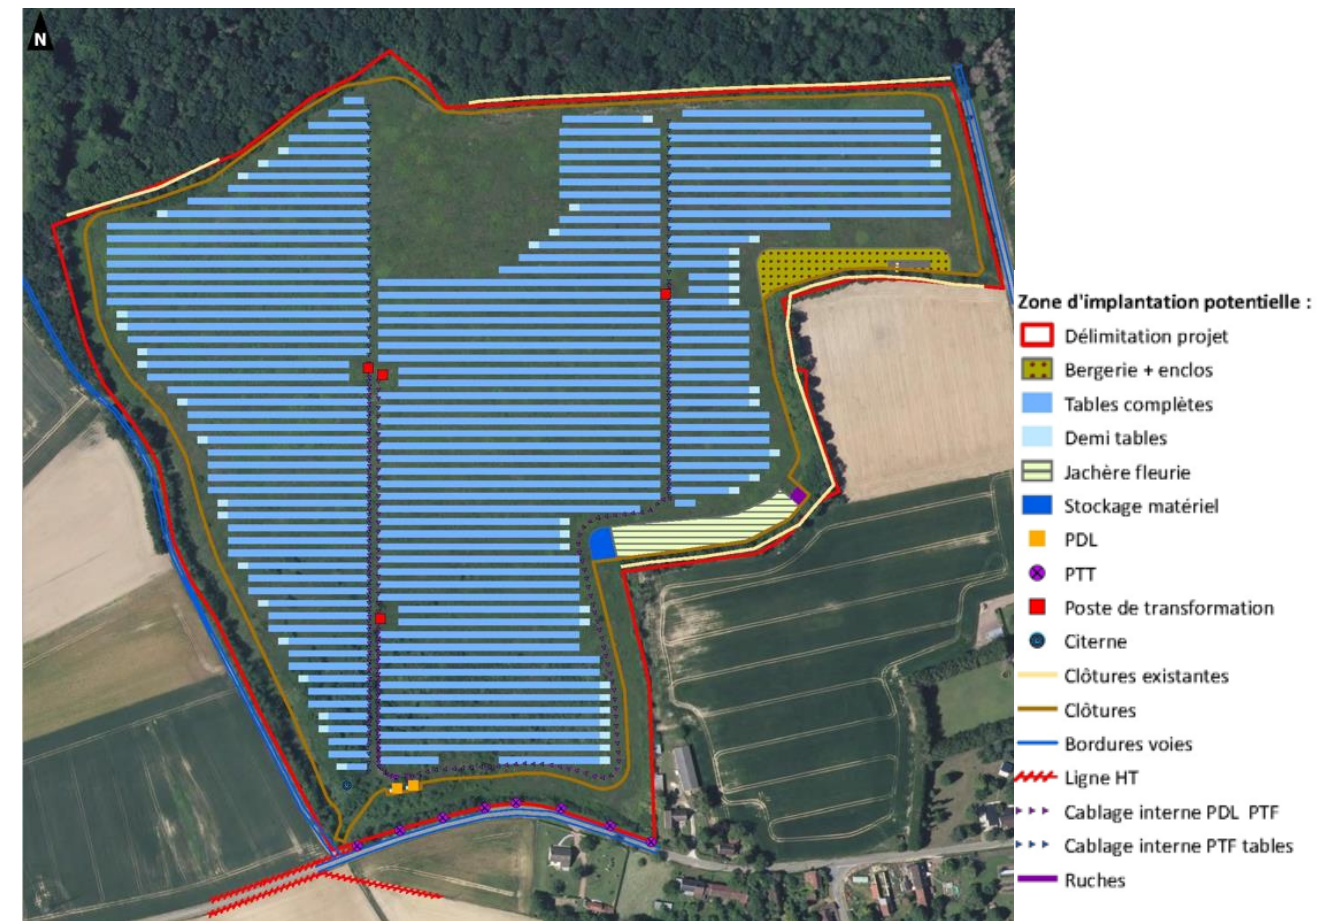 N
Zone d'implantation potentielle :
Délimitation projet
Bergerie + enclos
Tables complètes
Demi tables
Jachère fleurie
Stockage matériel
PDL
PTT
Poste de transformation
Citerne
Clôtures existantes
Clôtures
Bordures voies
Ligne HT
Cablage interne PDL PTF
Cablage interne PTF tables
Ruches